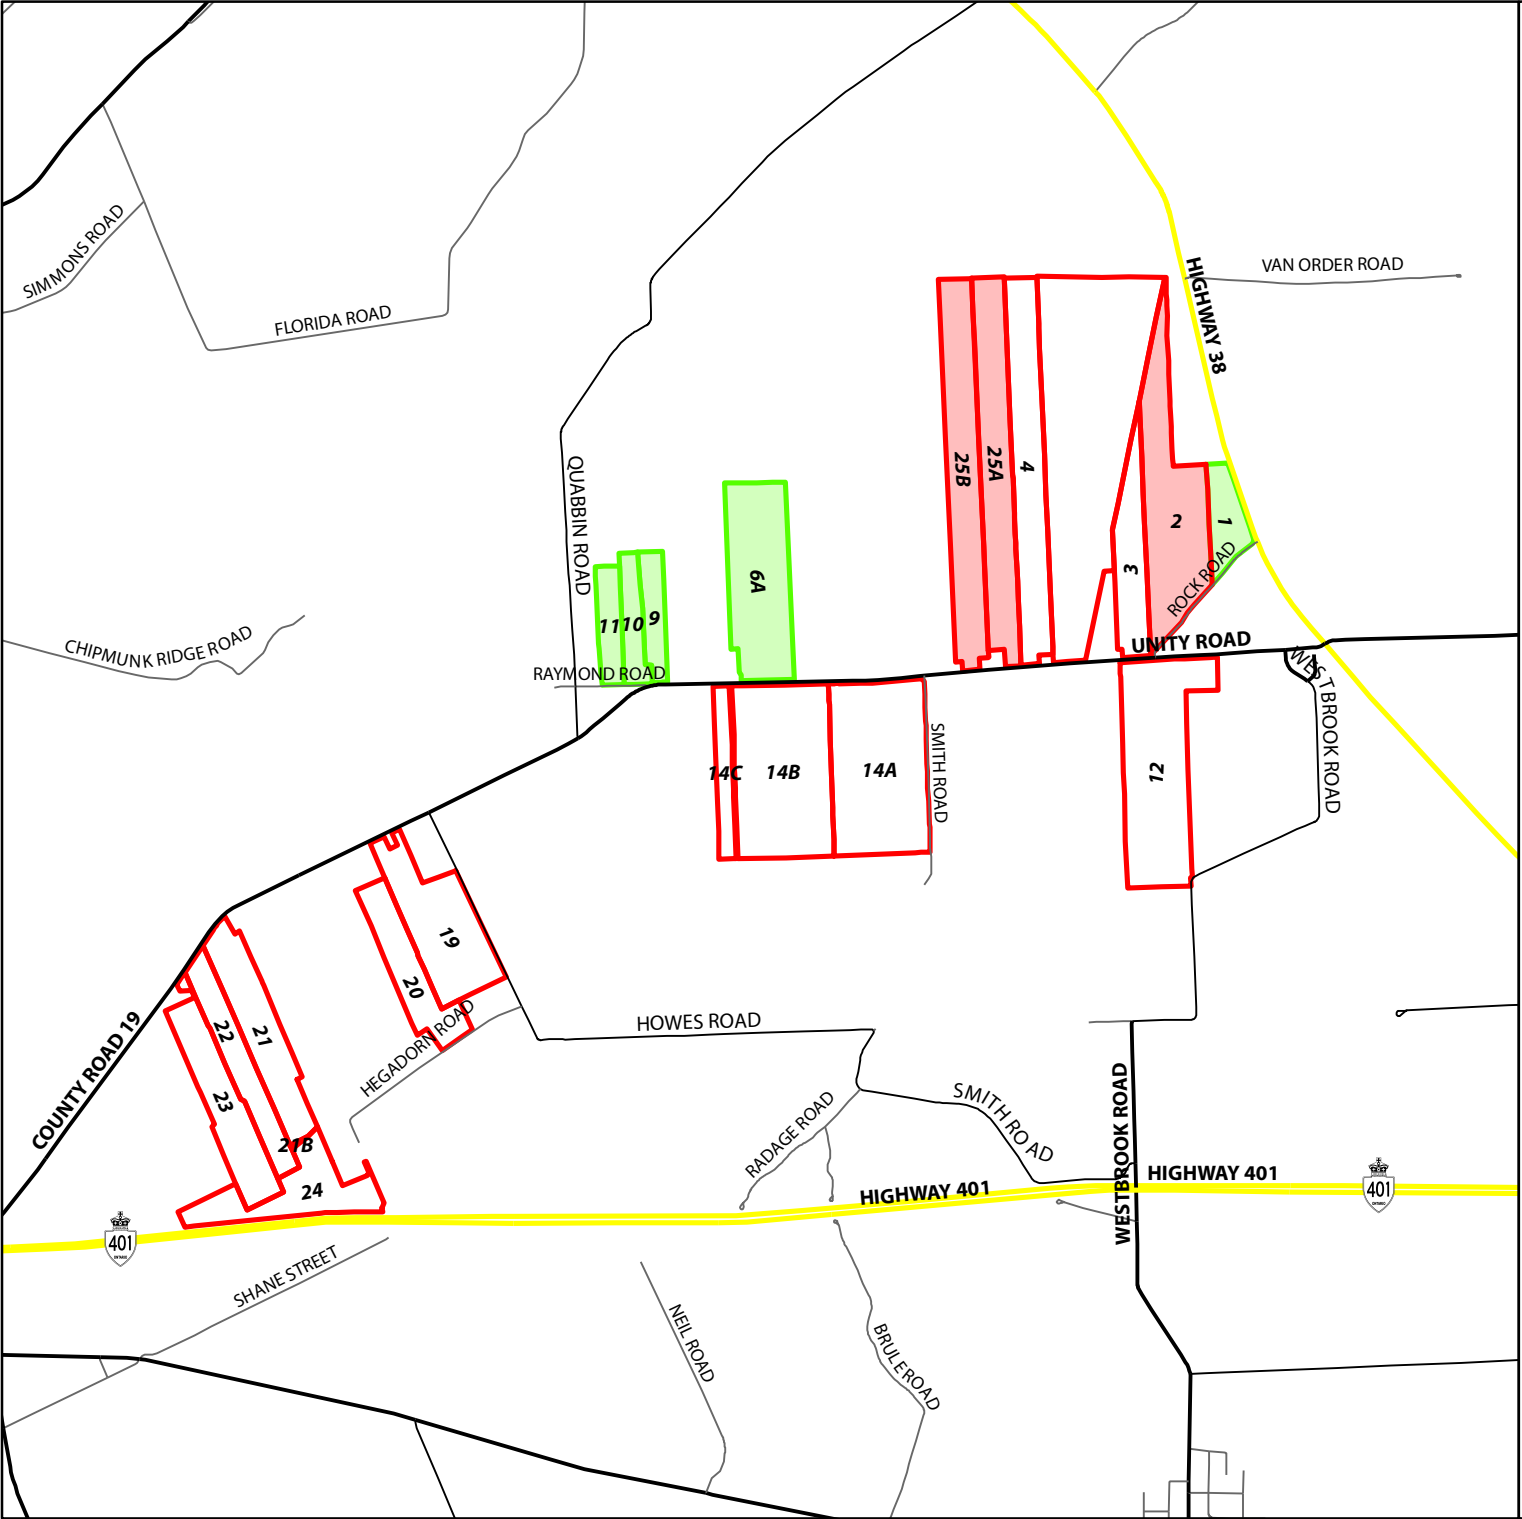 SIMMONS ROAD
FLORIDA ROAD
VAN ORDER ROAD
HIGHWAY 38
QUABBIN ROAD
25B
25A
4
2
1
3
ROCK ROAD
6A
11
10
9
CHIPMUNK RIDGE ROAD
RAYMOND ROAD
UNITY ROAD
WESTBROOK ROAD
14C
14B
14A
SMITH ROAD
12
19
20
HEGADORN ROAD
COUNTY ROAD 19
22
21
23
21B
24
HOWES ROAD
SMITH ROAD
RADAGE ROAD
WESTBROOK ROAD
HIGHWAY 401
HIGHWAY 401
401
ONTARIO
401
ONTARIO
SHANE STREET
NEIL ROAD
BRULE ROAD